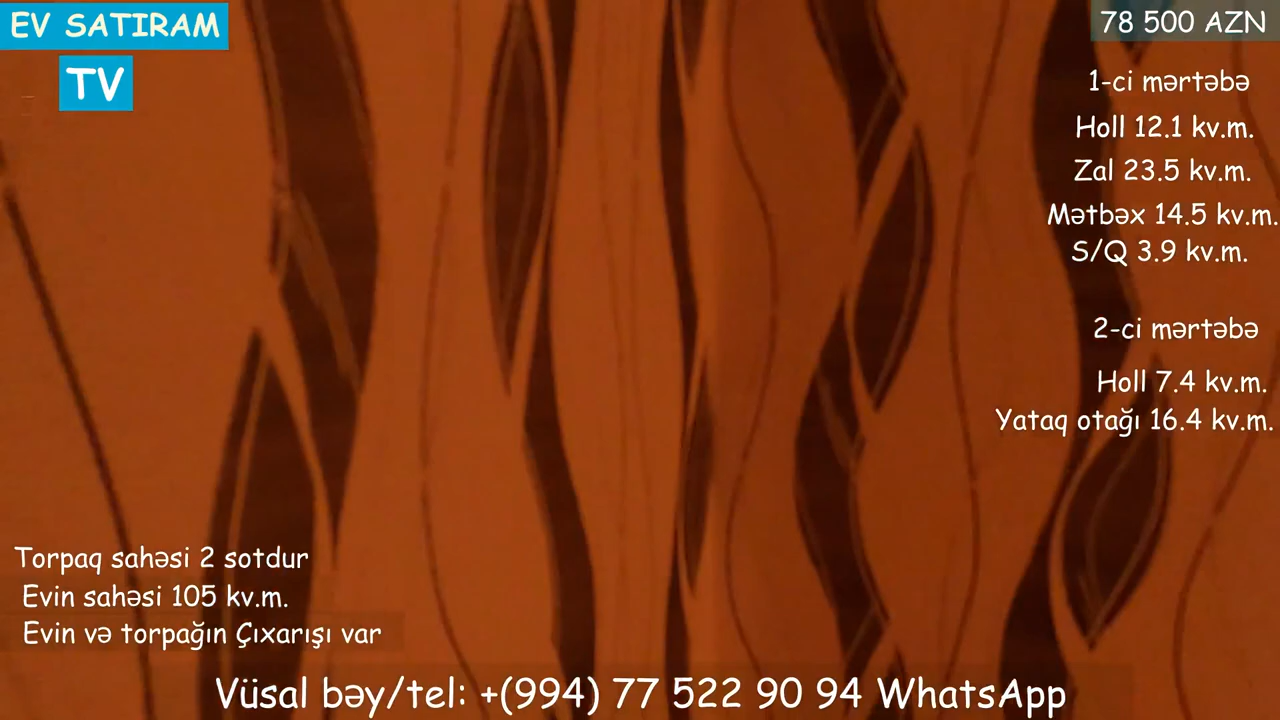 EV SATIRAM
TV
78 500 AZN
1-ci mərtəbə
Holl 12.1 kv.m.
Zal 23.5 kv.m.
Mətbəx 14.5 kv.m.
S/Q 3.9 kv.m.
2-ci mərtəbə
Holl 7.4 kv.m.
Yataq otağı 16.4 kv.m.
Torpaq sahəsi 2 sotdur
Evin sahəsi 105 kv.m.
Evin və torpağın Çıxarışı var
Vüsal bəy/tel: +(994) 77 522 90 94 WhatsApp